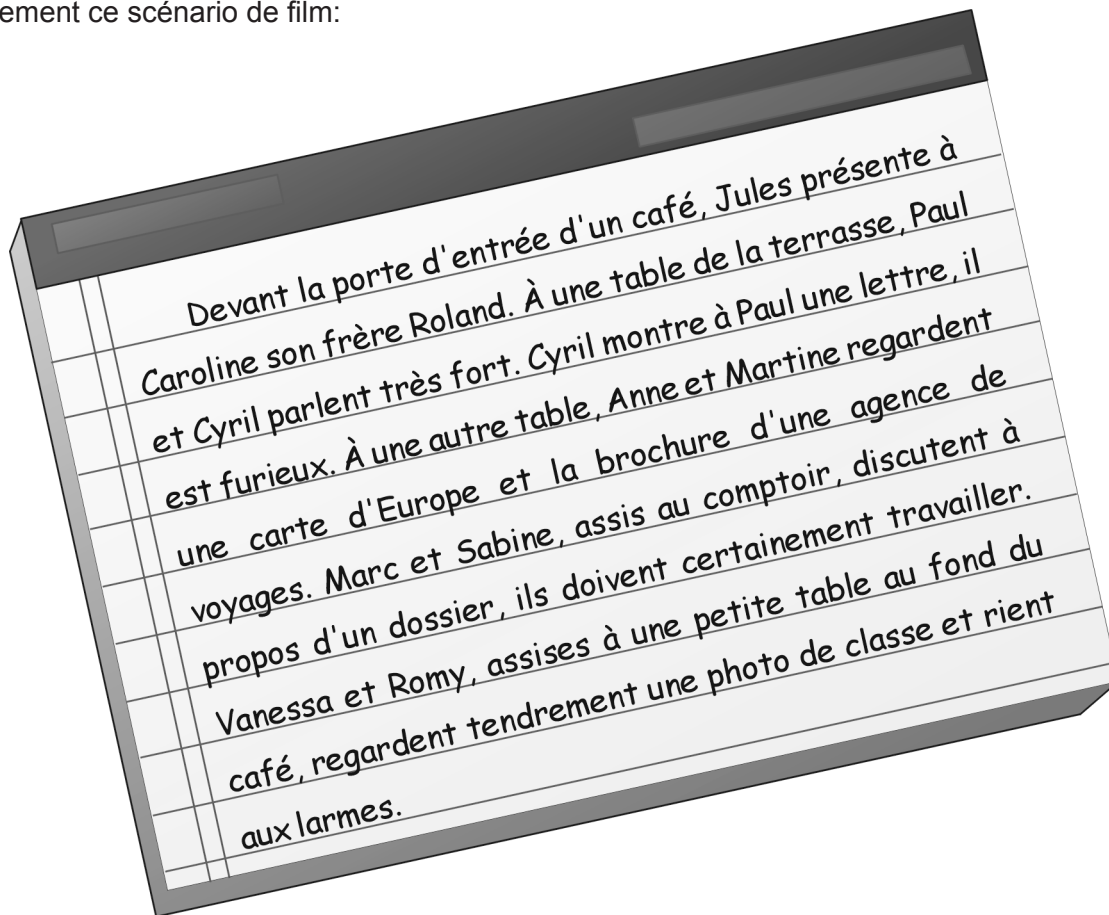 ement ce scénario de film:
Devant la porte d'entrée d'un café, Jules présente à
Caroline son frère Roland. À une table de la terrasse, Paul
et Cyril parlent très fort. Cyril montre à Paul une lettre, il
est furieux. À une autre table, Anne et Martine regardent
une carte d'Europe et la brochure d'une agence de
voyages. Marc et Sabine, assis au comptoir, discutent à
propos d'un dossier, ils doivent certainement travailler.
Vanessa et Romy, assises à une petite table au fond du
café, regardent tendrement une photo de classe et rient
aux larmes.